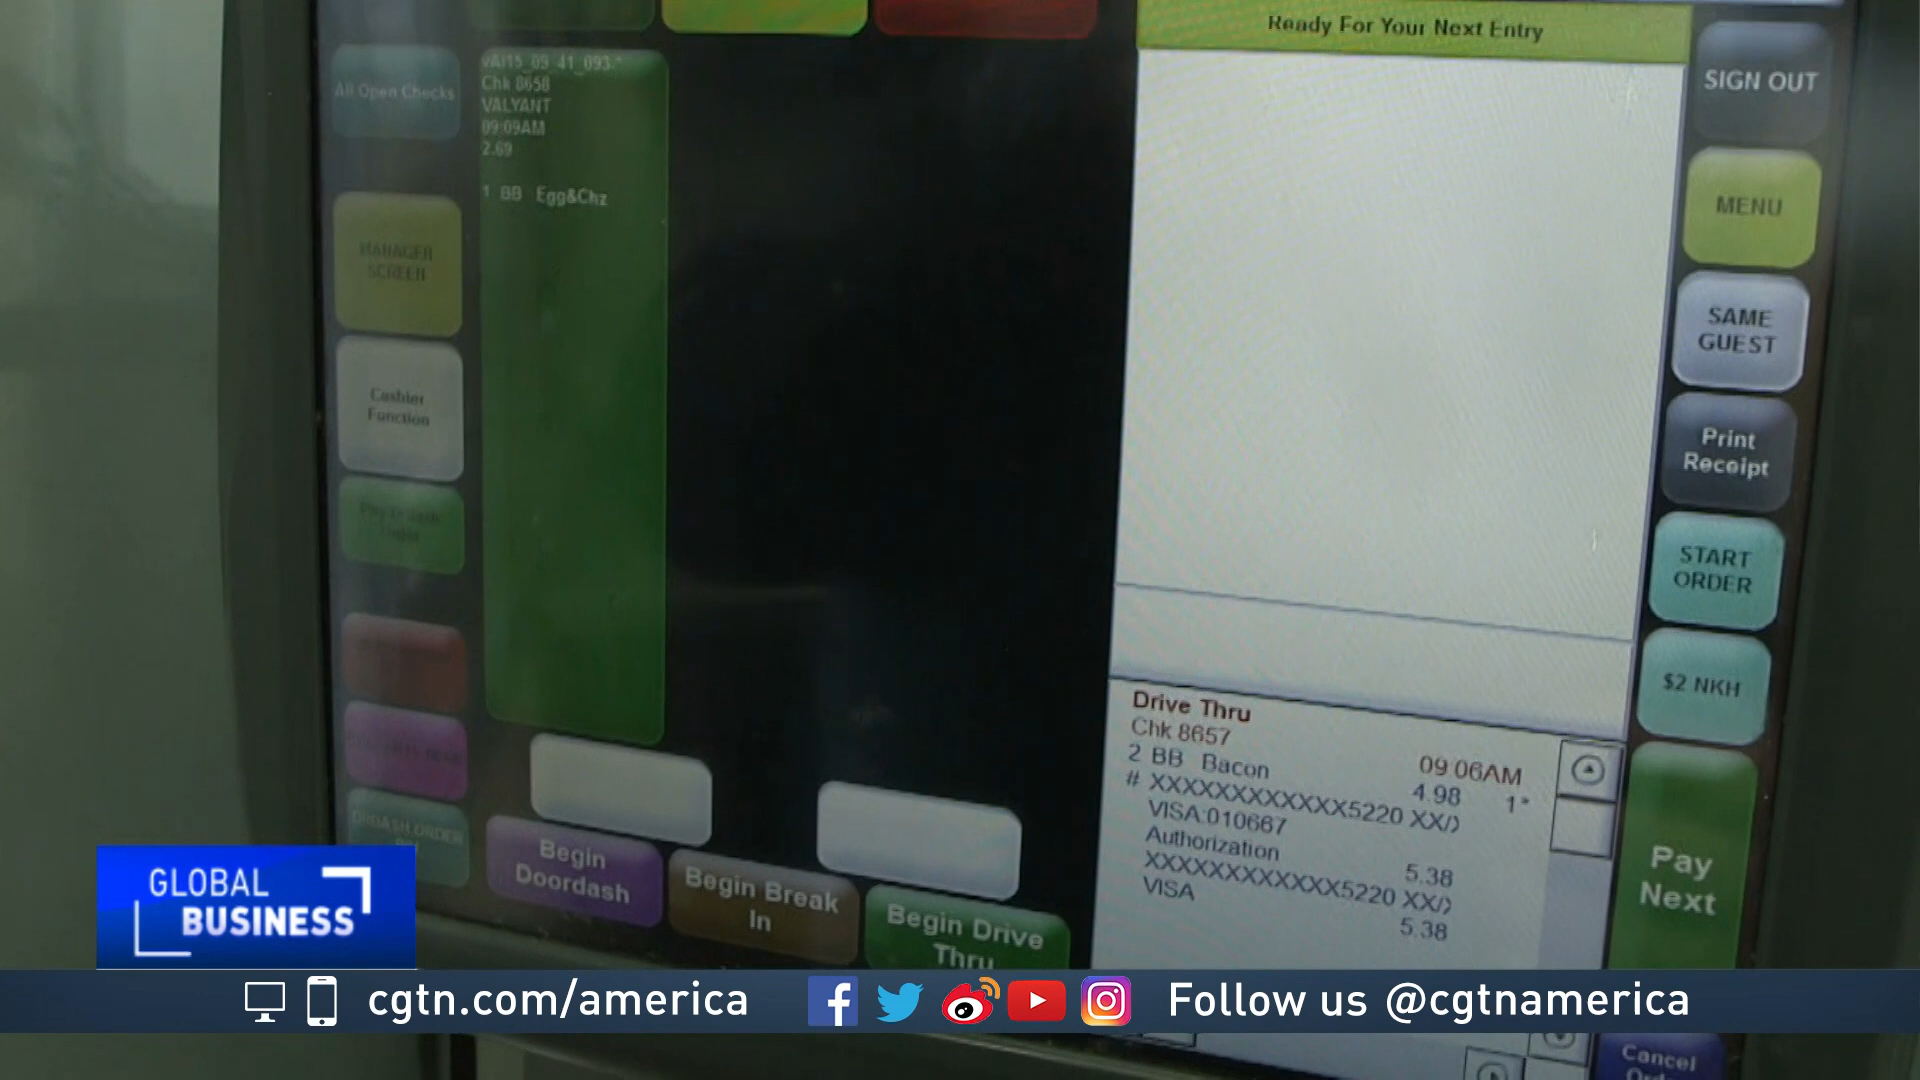 Ready For Your Next Entry
All Open Checks
Chk 8658
VALYANT
09:09AM
2.69
1 BB Egg&Chz
MANAGER
SCREEN
Cashier
Function
SIGN OUT
MENU
SAME
GUEST
Print
Receipt
START
ORDER
$2 NKH
Pay
Next
Drive Thru
Chk 8657
09:06AM
2 BB Bacon
4.98 1*
# XXXXXXXXXXXX5220 XX/
VISA:010667
Authorization
5.38
XXXXXXXXXXXX5220 XX/
VISA
5.38
Begin
Doordash
Begin Break
In
Begin Drive
Thru
GLOBAL
BUSINESS
cgtn.com/america
Follow us @cgtnamerica
Cancel